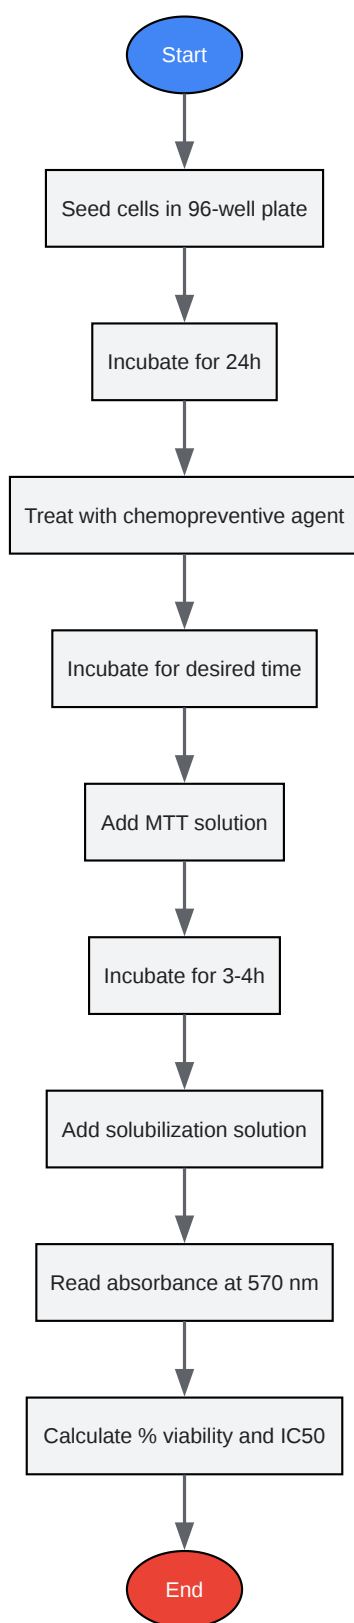 Start
Seed cells in 96-well plate
Incubate for 24h
Treat with chemopreventive agent
Incubate for desired time
Add MTT solution
Incubate for 3-4h
Add solubilization solution
Read absorbance at 570 nm
Calculate % viability and IC50
End